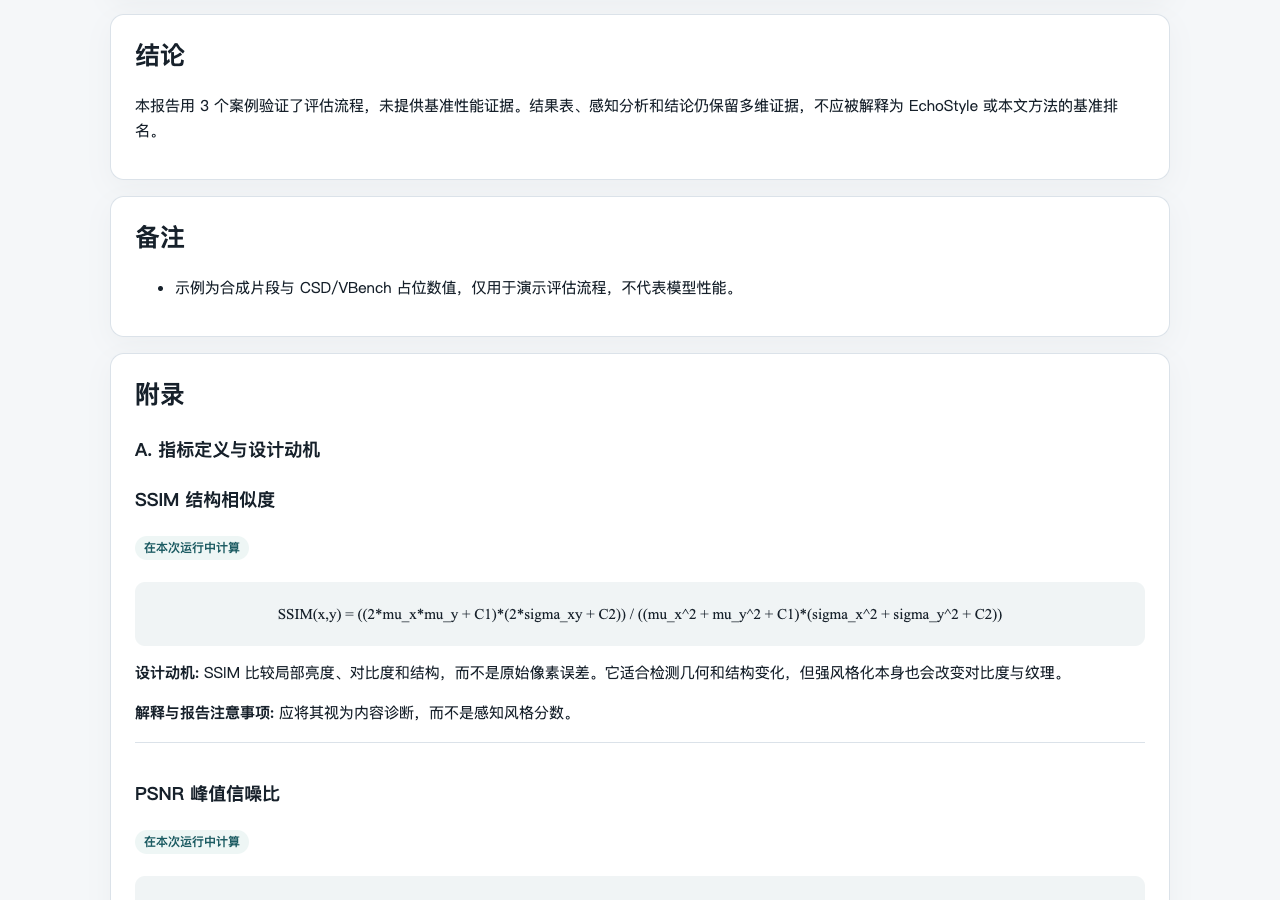 结论
本报告用 3 个案例验证了评估流程，未提供基准性能证据。结果表、感知分析和结论仍保留多维证据，不应被解释为 EchoStyle 或本文方法的基准排
名。
备注
• 示例为合成片段与 CSD/VBench 占位数值，仅用于演示评估流程，不代表模型性能。
附录
A. 指标定义与设计动机
SSIM 结构相似度
在本次运行中计算
SSIM(x,y) = ((2*mu_x*mu_y + C1)*(2*sigma_xy + C2)) / ((mu_x^2 + mu_y^2 + C1)*(sigma_x^2 + sigma_y^2 + C2))
设计动机: SSIM 比较局部亮度、对比度和结构，而不是原始像素误差。它适合检测几何和结构变化，但强风格化本身也会改变对比度与纹理。
解释与报告注意事项: 应将其视为内容诊断，而不是感知风格分数。
PSNR 峰值信噪比
在本次运行中计算